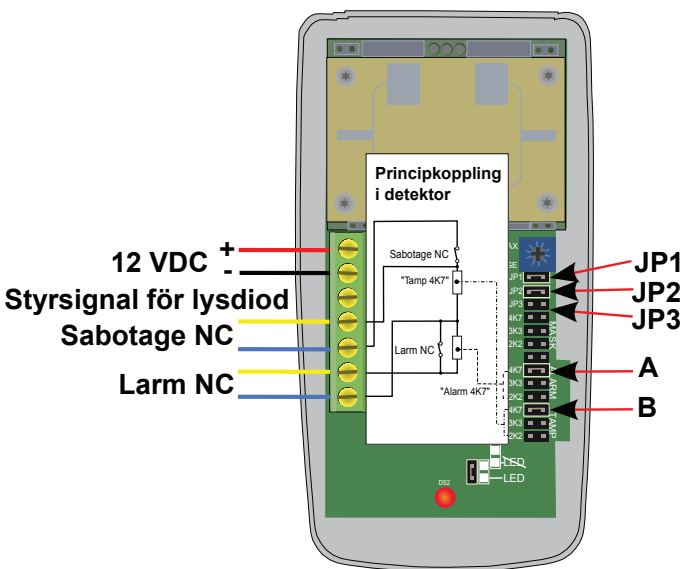 Principkoppling
i detektor
12 VDC
+
-
Styrsignal för lysdiod
Sabotage NC
Larm NC
Sabotage NC
"Tamp 4K7"
Larm NC
"Alarm 4K7"
AX
GE
JP1
JP2
JP3
4K7
3K3
2K2
MASK
4K7
3K3
2K2
ALARM
4K7
3K3
2K2
TAMP
JP1
JP2
JP3
A
B
LED
LED
DS2